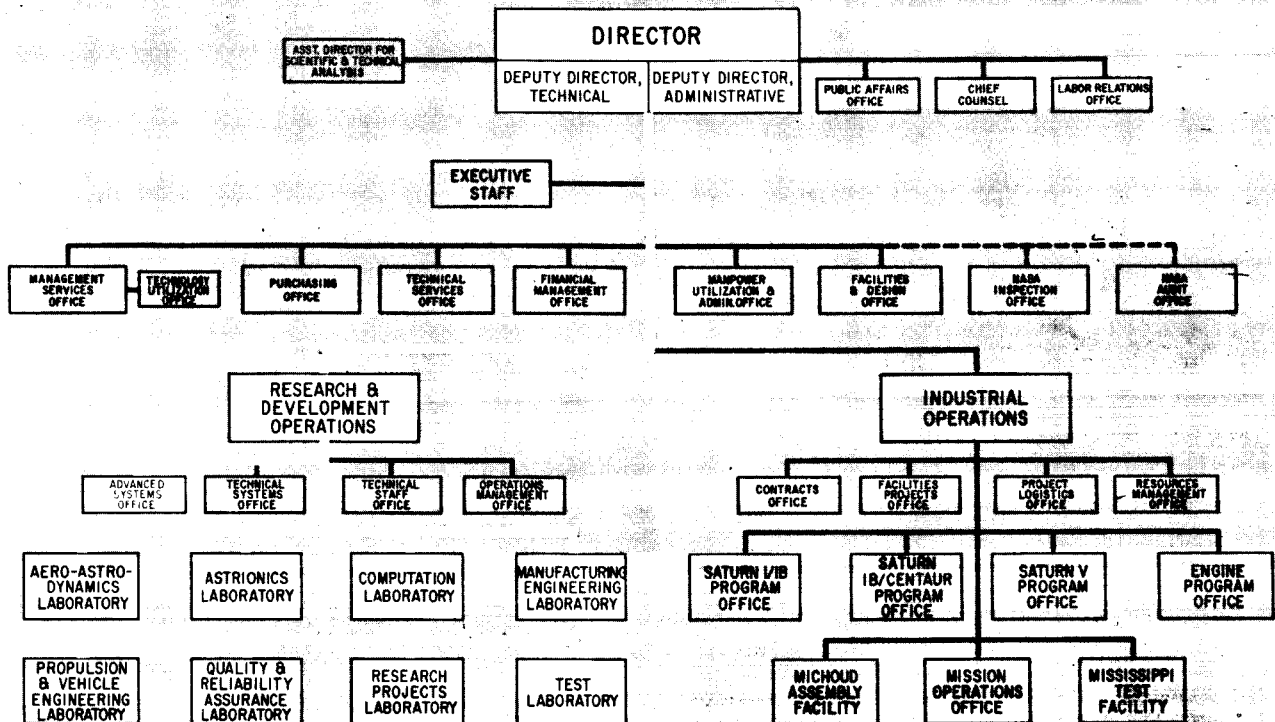 DIRECTOR
ASST. DIRECTOR FOR
SCIENTIFIC & TECHNICAL
ANALYSIS
DEPUTY DIRECTOR,
TECHNICAL
DEPUTY DIRECTOR,
ADMINISTRATIVE
PUBLIC AFFAIRS
OFFICE
CHIEF
COUNSEL
LABOR RELATIONS
OFFICE
EXECUTIVE
STAFF
MANAGEMENT
SERVICES
OFFICE
TECHNOLOGY
UTILIZATION
OFFICE
PURCHASING
OFFICE
TECHNICAL
SERVICES
OFFICE
FINANCIAL
MANAGEMENT
OFFICE
MANPOWER
UTILIZATION &
ADMIN.OFFICE
FACILITIES
& DESIGN
OFFICE
NASA
INSPECTION
OFFICE
NASA
AUDIT
OFFICE
RESEARCH &
DEVELOPMENT
OPERATIONS
INDUSTRIAL
OPERATIONS
ADVANCED
SYSTEMS
OFFICE
TECHNICAL
SYSTEMS
OFFICE
TECHNICAL
STAFF
OFFICE
OPERATIONS
MANAGEMENT
OFFICE
CONTRACTS
OFFICE
FACILITIES
PROJECTS
OFFICE
PROJECT
LOGISTICS
OFFICE
RESOURCES
MANAGEMENT
OFFICE
AERO-ASTRO-
DYNAMICS
LABORATORY
ASTRIONICS
LABORATORY
COMPUTATION
LABORATORY
MANUFACTURING
ENGINEERING
LABORATORY
SATURN I/IB
PROGRAM
OFFICE
SATURN
IB/CENTAUR
PROGRAM
OFFICE
SATURN V
PROGRAM
OFFICE
ENGINE
PROGRAM
OFFICE
PROPULSION
& VEHICLE
ENGINEERING
LABORATORY
QUALITY &
RELIABILITY
ASSURANCE
LABORATORY
RESEARCH
PROJECTS
LABORATORY
TEST
LABORATORY
MICHOUD
ASSEMBLY
FACILITY
MISSION
OPERATIONS
OFFICE
MISSISSIPPI
TEST
FACILITY